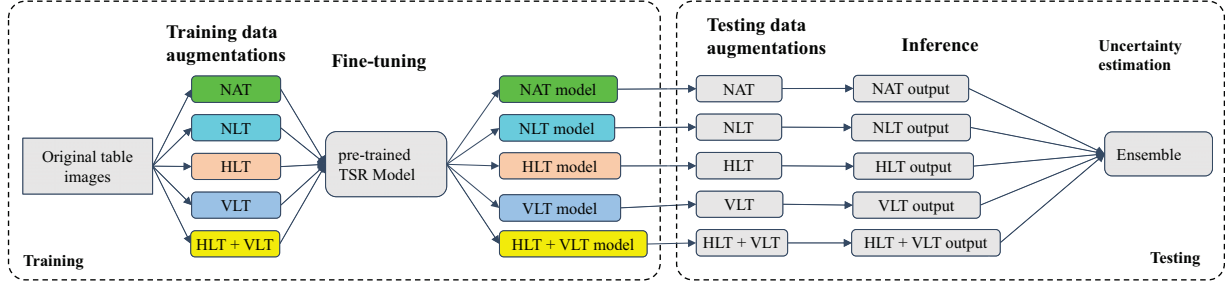 Training data
augmentations
Fine-tuning
Original table
images
NAT
NLT
HLT
VLT
HLT + VLT
pre-trained
TSR Model
NAT model
NLT model
HLT model
VLT model
HLT + VLT model
Training
Testing data
augmentations
Inference
Uncertainty
estimation
NAT
NLT
HLT
VLT
HLT + VLT
NAT output
NLT output
HLT output
VLT output
HLT + VLT output
Ensemble
Testing